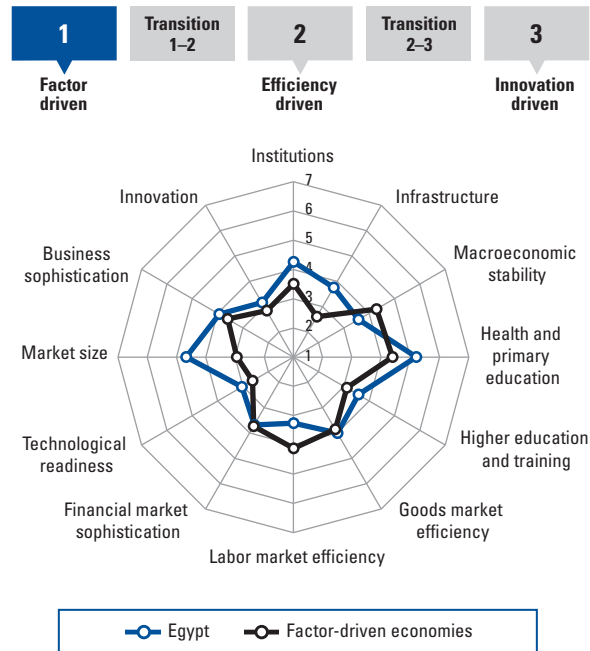 1
Transition
1–2
2
Transition
2–3
3
Factor
driven
Efficiency
driven
Innovation
driven
Institutions
7
6
5
4
3
2
1
Infrastructure
Macroeconomic
stability
Health and
primary
education
Higher education
and training
Goods market
efficiency
Labor market efficiency
Financial market
sophistication
Technological
readiness
Market size
Business
sophistication
Innovation
Egypt
Factor-driven economies